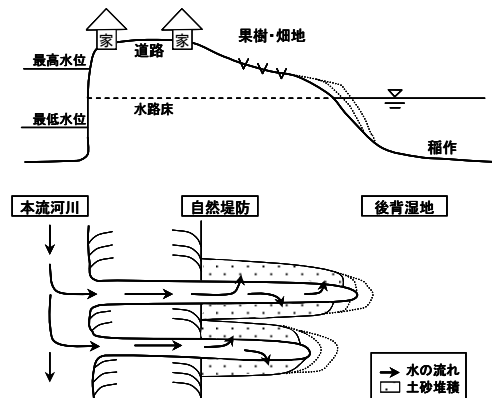 家
家
道路
果樹・畑地
最高水位
水路床
最低水位
稲作
本流河川
自然堤防
後背湿地
水の流れ
土砂堆積